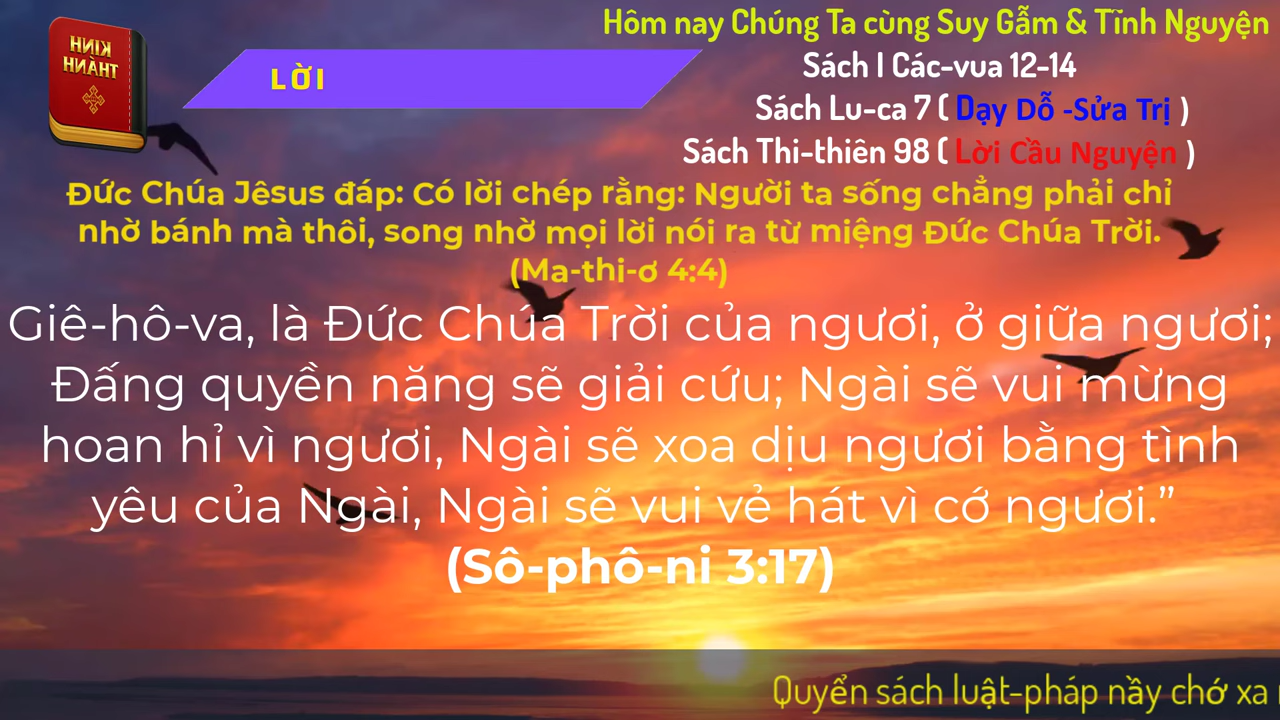 KINH
THÁNH
LỜI
Hôm nay Chúng Ta cùng Suy Gẫm & Tĩnh Nguyện
Sách I Các-vua 12-14
Sách Lu-ca 7 ( Dạy Dỗ -Sửa Trị )
Sách Thi-thiên 98 ( Lời Cầu Nguyện )
Đức Chúa Jêsus đáp: Có lời chép rằng: Người ta sống chẳng phải chỉ
nhờ bánh mà thôi, song nhờ mọi lời nói ra từ miệng Đức Chúa Trời.
(Ma-thi-ơ 4:4)
Giê-hô-va, là Đức Chúa Trời của ngươi, ở giữa ngươi;
Đấng quyền năng sẽ giải cứu; Ngài sẽ vui mừng
hoan hỉ vì ngươi, Ngài sẽ xoa dịu ngươi bằng tình
yêu của Ngài, Ngài sẽ vui vẻ hát vì cớ ngươi.”
(Sô-phô-ni 3:17)
Quyển sách luật-pháp nầy chớ xa